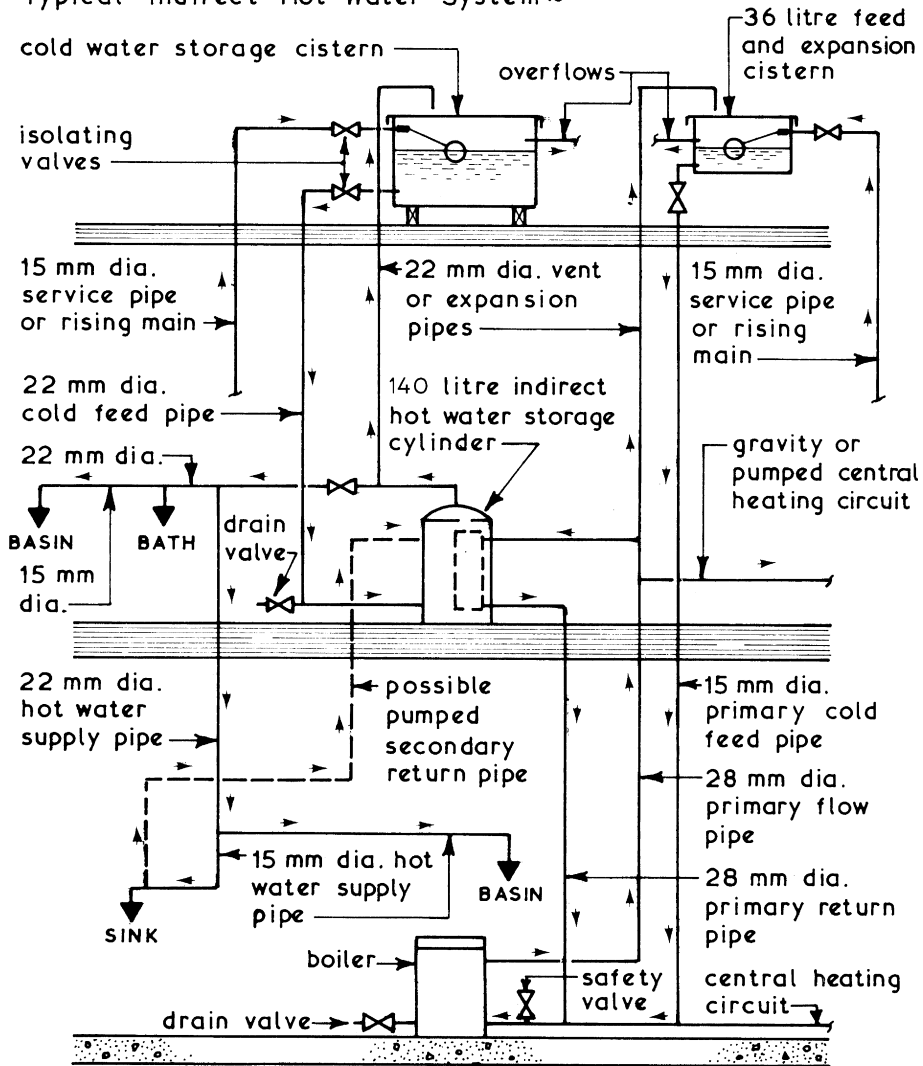 Typical Indirect Hot Water System ~
cold water storage cistern
overflows
36 litre feed
and expansion
cistern
isolating
valves
15 mm dia.
service pipe
or rising main
22 mm dia. vent
or expansion
pipes
15 mm dia.
service pipe
or rising
main
22 mm dia.
cold feed pipe
140 litre indirect
hot water storage
cylinder
22 mm dia.
gravity or
pumped central
heating circuit
drain
valve
BASIN
BATH
15 mm
dia.
22 mm dia.
hot water
supply pipe
possible
pumped
secondary
return pipe
15 mm dia.
primary cold
feed pipe
28 mm dia.
primary flow
pipe
15 mm dia. hot
water supply
pipe
BASIN
28 mm dia.
primary return
pipe
SINK
boiler
safety
valve
central heating
circuit
drain valve